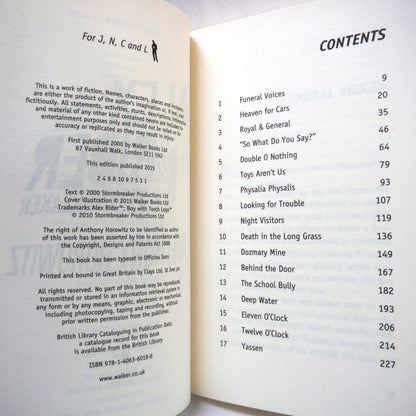 For J, N, C and L
This is a work of fiction. Names, characters, places and incidents
are either the product of the author's imagination or, if real, used
fictitiously. All statements, activities, stunts, descriptions, information
and material of any other kind contained herein are included for
entertainment purposes only and should not be relied on for
accuracy or replicated as they may result in injury.
First published 2000 by Walker Books Ltd
87 Vauxhall Walk, London SE11 5HJ
This edition published 2015
2 4 6 8 10 9 7 5 3 1
Text © 2000 Stormbreaker Productions Ltd
Cover illustration © 2015 Walker Books Ltd
Trademarks Alex Rider™; Boy with Torch Logo™
© 2010 Stormbreaker Productions Ltd
The right of Anthony Horowitz to be identified as author
of this work has been asserted by him in accordance with
the Copyright, Designs and Patents Act 1988
This book has been typeset in Officina Sans
Printed and bound in Great Britain by Clays Ltd, St Ives plc
All rights reserved. No part of this book may be reproduced,
transmitted or stored in an information retrieval system in
any form or by any means, graphic, electronic or mechanical,
including photocopying, taping and recording, without
prior written permission from the publisher.
British Library Cataloguing in Publication Data:
a catalogue record for this book
is available from the British Library
ISBN 978-1-4063-6019-6
www.walker.co.uk
CONTENTS
1 Funeral Voices 9
2 Heaven for Cars 20
3 Royal & General 35
4 "So What Do You Say?" 46
5 Double O Nothing 64
6 Toys Aren't Us 76
7 Physalia Physalis 89
8 Looking for Trouble 107
9 Night Visitors 119
10 Death in the Long Grass 136
11 Dozmary Mine 149
12 Behind the Door 167
13 The School Bully 182
14 Deep Water 193
15 Eleven O'Clock 206
16 Twelve O'Clock 214
17 Yassen 227